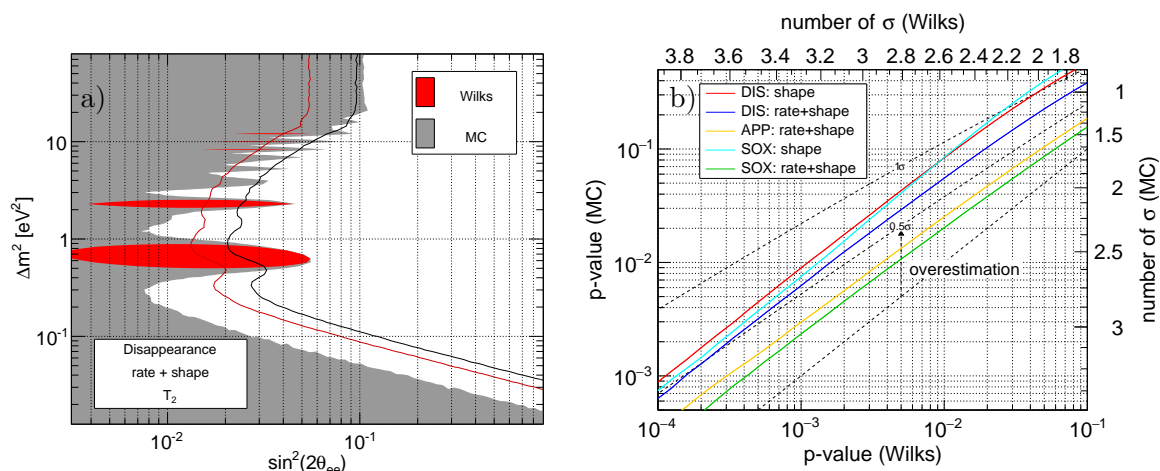 a)
Wilks
MC
10
1
10⁻¹
Δm² [eV²]
Disappearance
rate + shape
T₂
10⁻²
10⁻¹
sin²(2θₑₑ)
number of σ (Wilks)
3.8 3.6 3.4 3.2 3 2.8 2.6 2.4 2.2 2 1.8
b)
DIS: shape
DIS: rate+shape
APP: rate+shape
SOX: shape
SOX: rate+shape
1σ
0.5σ
overestimation
10⁻¹
10⁻²
10⁻³
p-value (MC)
1
1.5
2
2.5
3
number of σ (MC)
10⁻⁴ 10⁻³ 10⁻² 10⁻¹
p-value (Wilks)